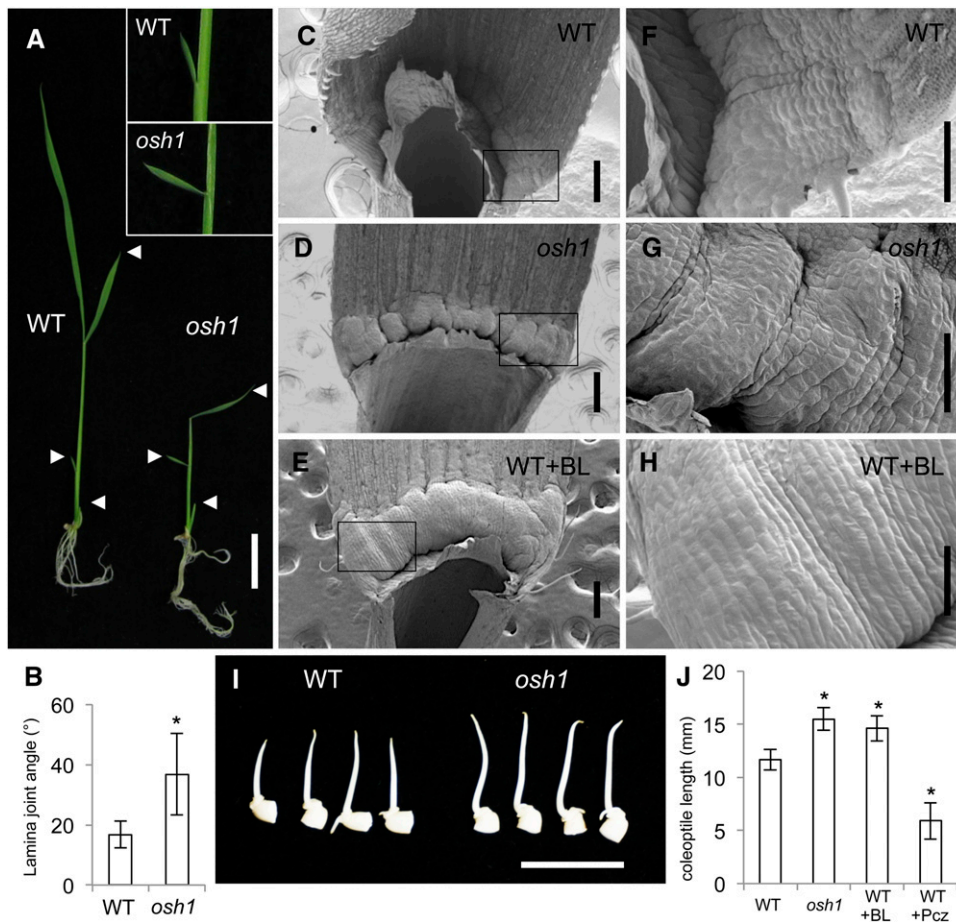 A
WT
osh1
WT
osh1
B
Lamina joint angle (°)
60
40
20
0
*
WT
osh1
C
WT
D
osh1
E
WT+BL
F
WT
G
osh1
H
WT+BL
I
WT
osh1
J
coleoptile length (mm)
20
15
10
5
0
*
*
*
WT
osh1
WT
+BL
WT
+Pcz